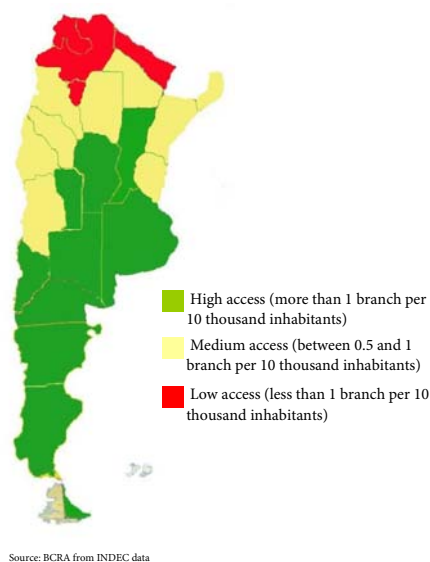 High access (more than 1 branch per
10 thousand inhabitants)
Medium access (between 0.5 and 1
branch per 10 thousand inhabitants)
Low access (less than 1 branch per 10
thousand inhabitants)
Source: BCRA from INDEC data